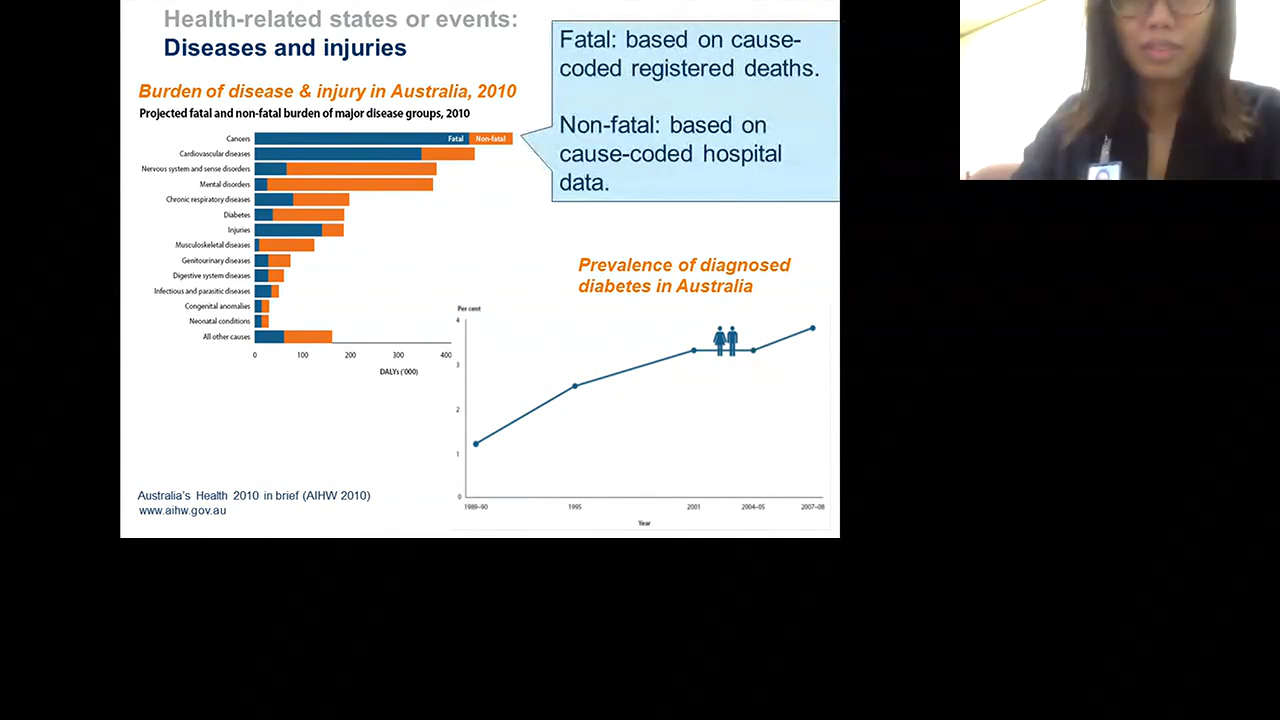 Health-related states or events:
Diseases and injuries
Burden of disease & injury in Australia, 2010
Projected fatal and non-fatal burden of major disease groups, 2010
Cancers
Fatal
Non-fatal
Cardiovascular diseases
Nervous system and sense disorders
Mental disorders
Chronic respiratory diseases
Diabetes
Injuries
Musculoskeletal diseases
Genitourinary diseases
Digestive system diseases
Infectious and parasitic diseases
Congenital anomalies
Neonatal conditions
All other causes
0 100 200 300 400
DALYs ('000)
Fatal: based on cause-
coded registered deaths.
Non-fatal: based on
cause-coded hospital
data.
Prevalence of diagnosed
diabetes in Australia
Per cent
4
3
2
1
0
1989–90 1995 2001 2004–05 2007–08
Year
Australia's Health 2010 in brief (AIHW 2010)
www.aihw.gov.au